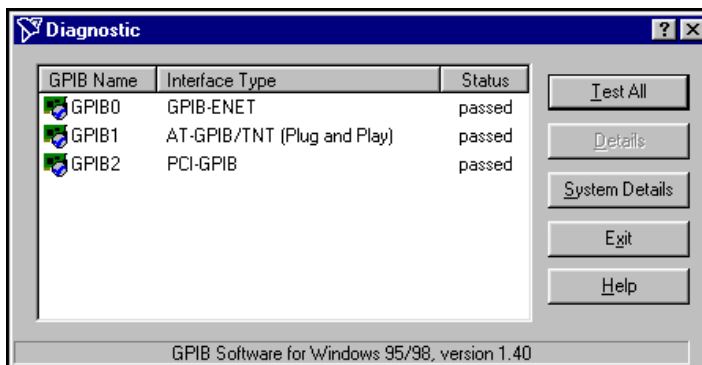 Diagnostic
GPIB Name Interface Type Status
GPIB0 GPIB-ENET passed
GPIB1 AT-GPIB/TNT (Plug and Play) passed
GPIB2 PCI-GPIB passed
Test All
Details
System Details
Exit
Help
GPIB Software for Windows 95/98, version 1.40